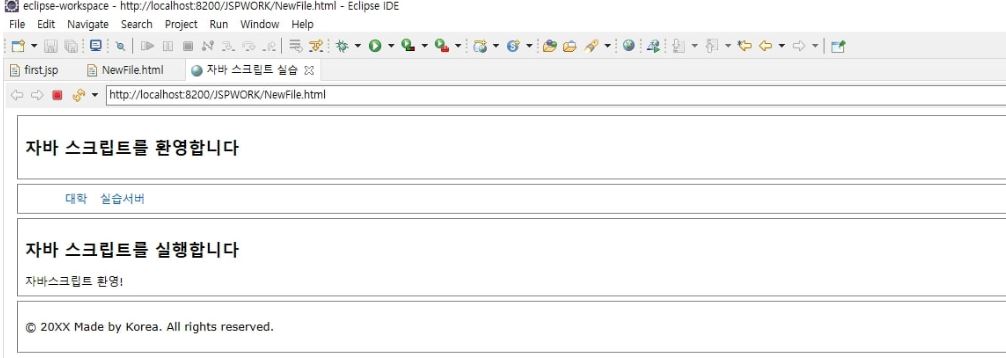 eclipse-workspace - http://localhost:8200/JSPWORK/NewFile.html - Eclipse IDE
File Edit Navigate Search Project Run Window Help
first.jsp NewFile.html 자바 스크립트 실습
http://localhost:8200/JSPWORK/NewFile.html
자바 스크립트를 환영합니다
대학 실습서버
자바 스크립트를 실행합니다
자바스크립트 환영!
© 20XX Made by Korea. All rights reserved.